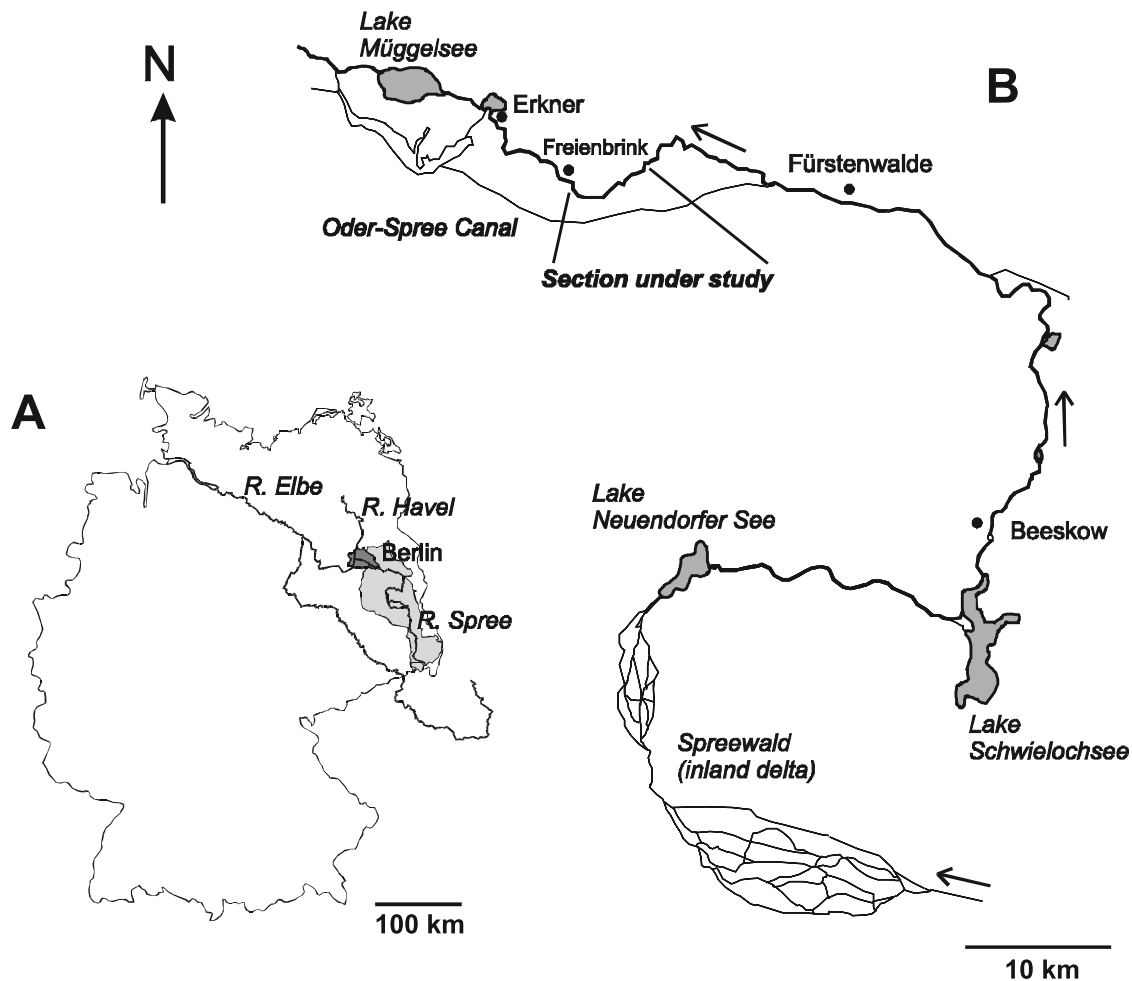 Lake
Müggelsee
N
B
Erkner
Freienbrink
Fürstenwalde
Oder-Spree Canal
Section under study
A
R. Elbe
R. Havel
Berlin
R. Spree
Lake
Neuendorfer See
Beeskow
Lake
Schwielochsee
Spreewald
(inland delta)
100 km
10 km